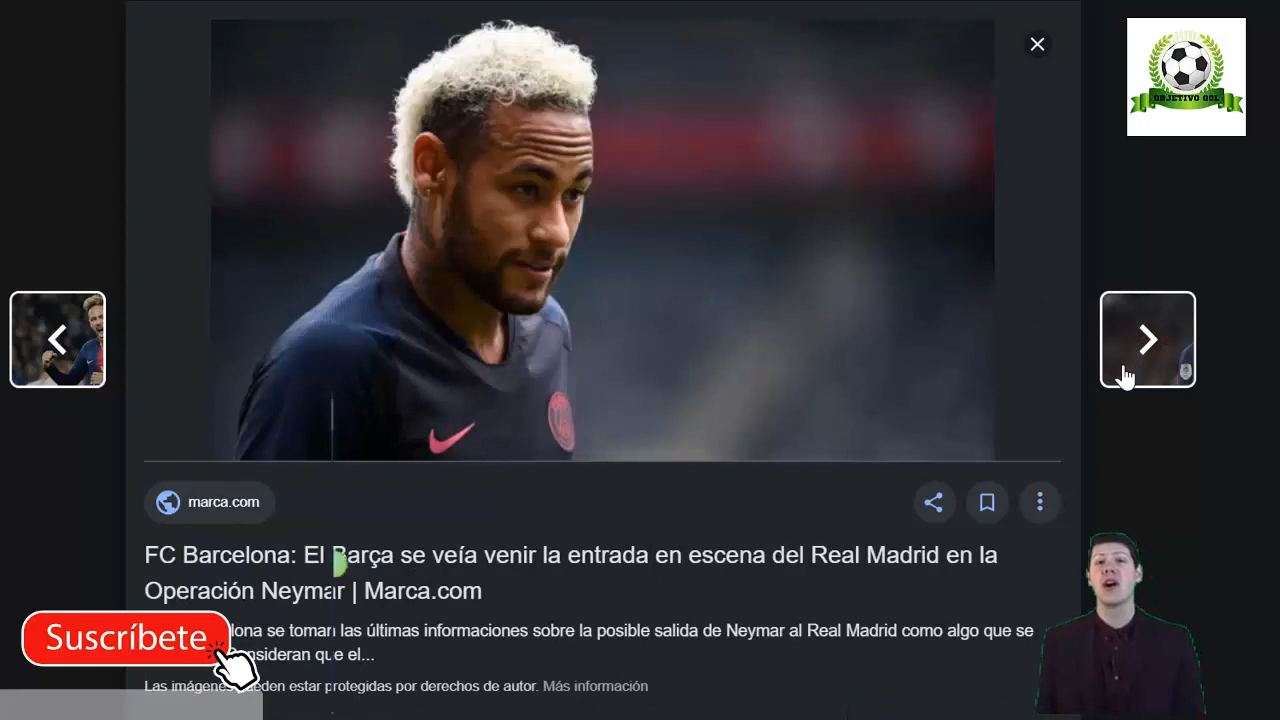 OBJETIVO GOL
marca.com
FC Barcelona: El Barça se veía venir la entrada en escena del Real Madrid en la
Operación Neymar | Marca.com
lona se toman las últimas informaciones sobre la posible salida de Neymar al Real Madrid como algo que se
Suscríbete
nsideran que el...
Las imágenes pueden estar protegidas por derechos de autor. Más información